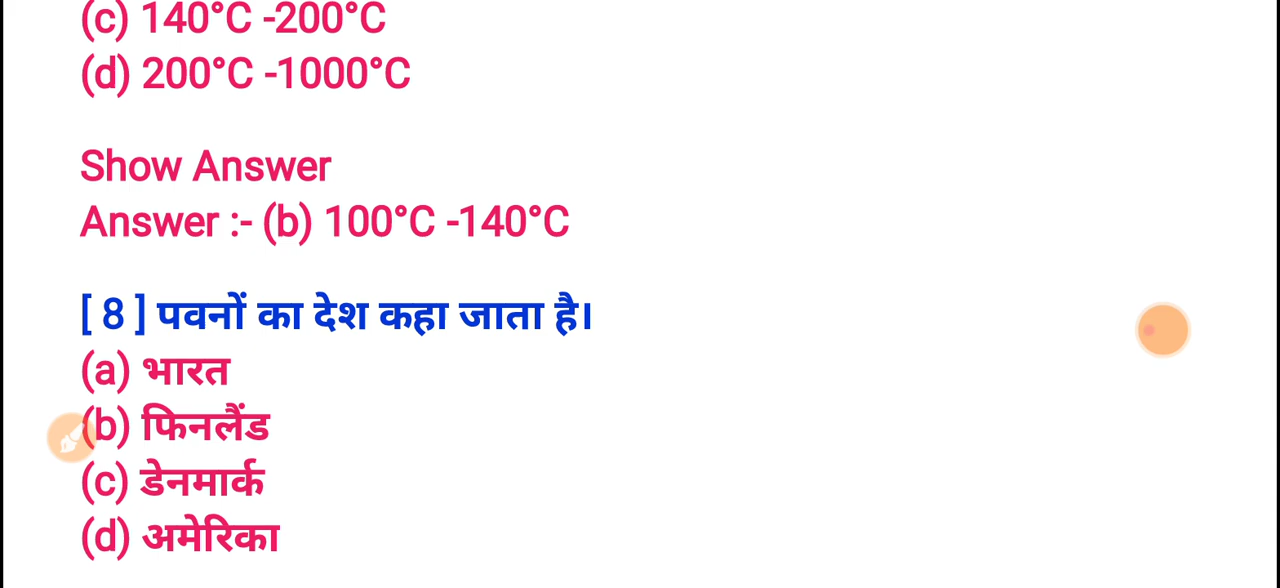 (c) 140°C -200°C
(d) 200°C -1000°C
Show Answer
Answer :- (b) 100°C -140°C
[ 8 ] पवनों का देश कहा जाता है।
(a) भारत
(b) फिनलैंड
(c) डेनमार्क
(d) अमेरिका